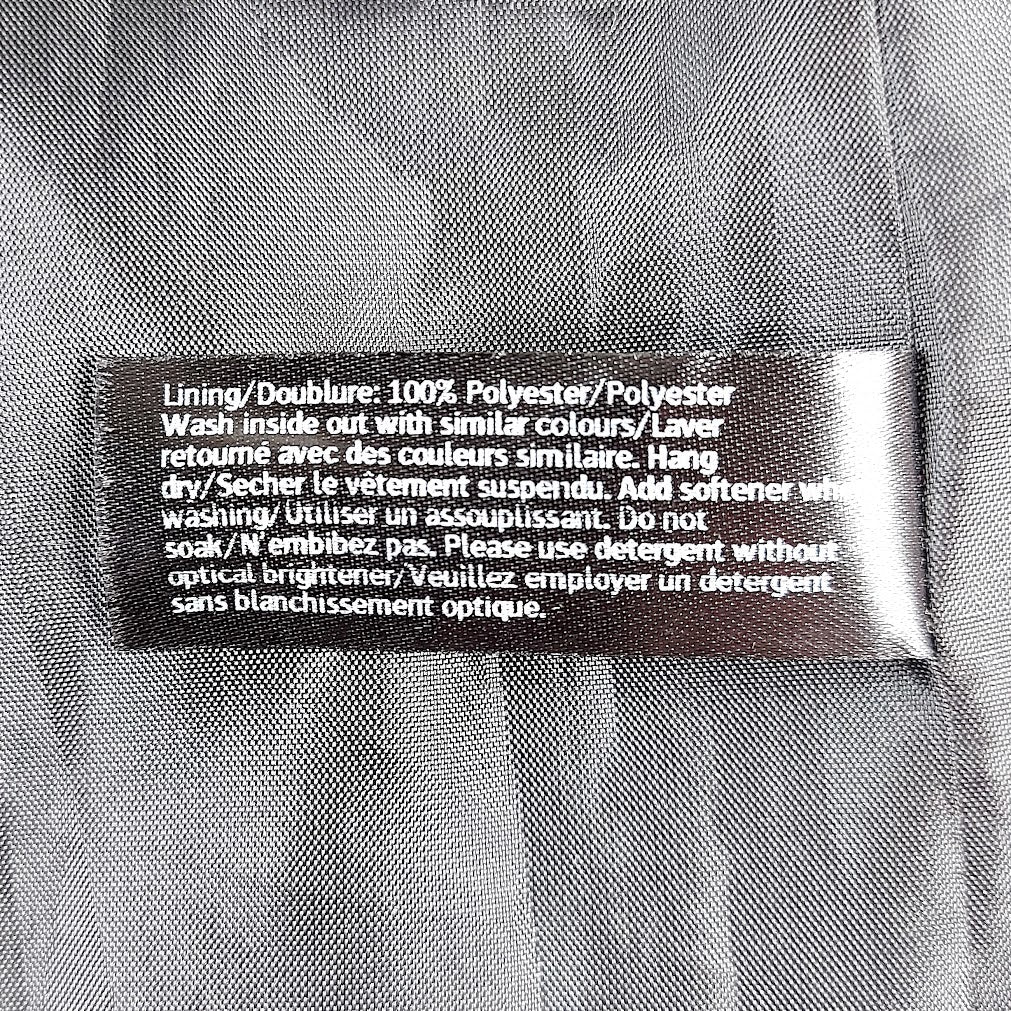 Lining/Doublure: 100% Polyester/Polyester
Wash inside out with similar colours/Laver
retourné avec des couleurs similaire. Hang
dry/Secher le vêtement suspendu. Add softener
washing/Utiliser un assouplissant. Do not
soak/N'embibez pas. Please use detergent without
optical brightener/Veuillez employer un detergent
sans blanchissement optique.